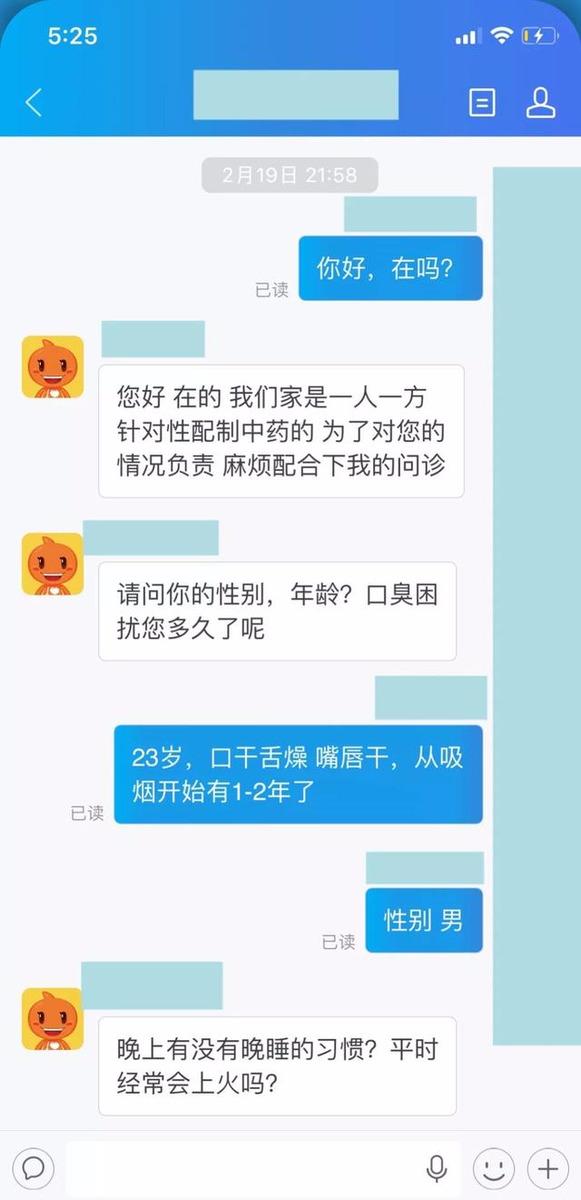 5:25
2月19日 21:58
你好，在吗？
已读
您好 在的 我们家是一人一方
针对性配制中药的 为了对您的
情况负责 麻烦配合下我的问诊
请问你的性别，年龄？口臭困
扰您多久了呢
23岁，口干舌燥 嘴唇干，从吸
烟开始有1-2年了
已读
性别 男
已读
晚上有没有晚睡的习惯？平时
经常会上火吗？